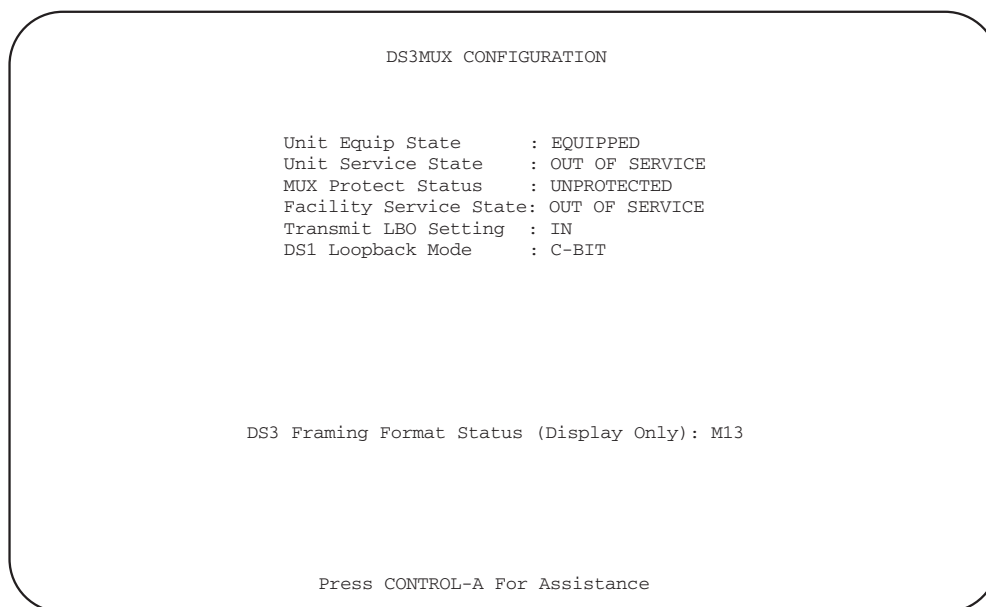 DS3MUX CONFIGURATION
Unit Equip State : EQUIPPED
Unit Service State : OUT OF SERVICE
MUX Protect Status : UNPROTECTED
Facility Service State: OUT OF SERVICE
Transmit LBO Setting : IN
DS1 Loopback Mode : C-BIT
DS3 Framing Format Status (Display Only): M13
Press CONTROL-A For Assistance